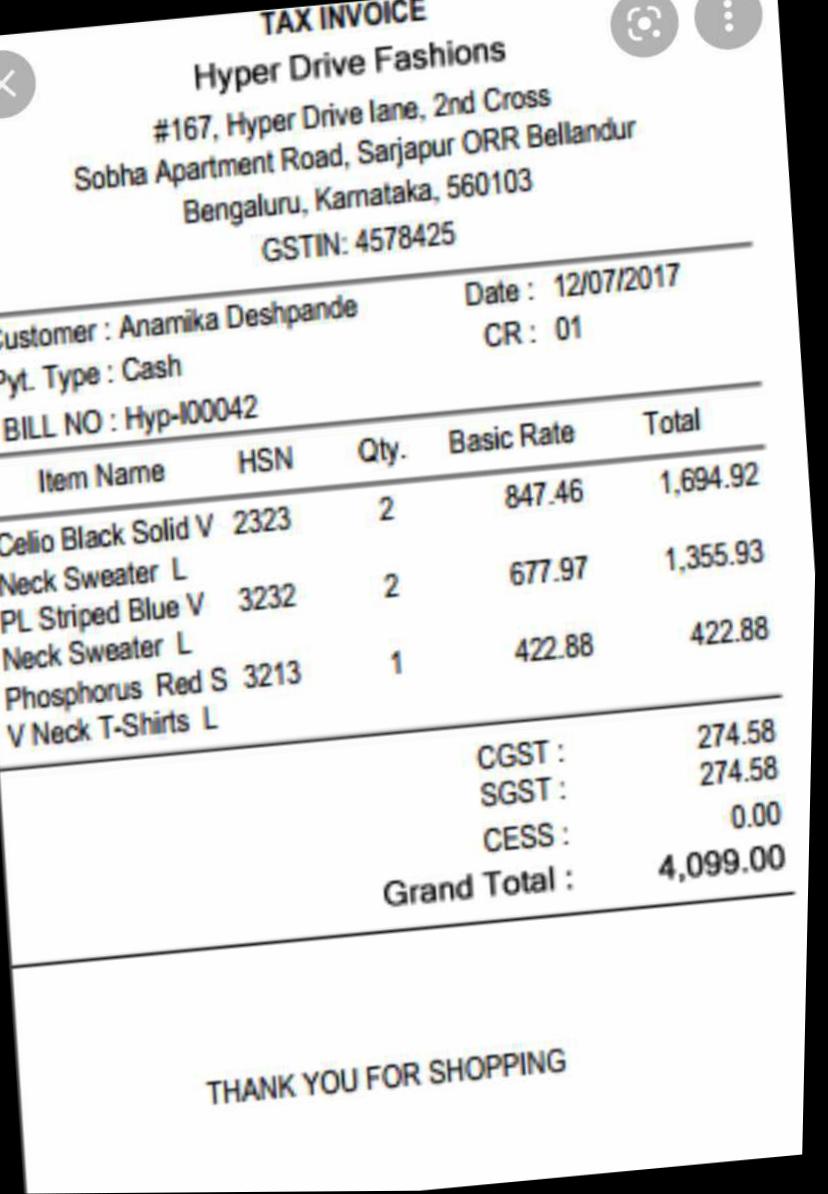 TAX INVOICE
Hyper Drive Fashions
#167, Hyper Drive lane, 2nd Cross
Sobha Apartment Road, Sarjapur ORR Bellandur
Bengaluru, Karnataka, 560103
GSTIN: 4578425
Customer : Anamika Deshpande Date : 12/07/2017
Pyt. Type : Cash CR : 01
BILL NO : Hyp-I00042
Item Name HSN Qty. Basic Rate Total
Celio Black Solid V 2323 2 847.46 1,694.92
Neck Sweater L
PL Striped Blue V 3232 2 677.97 1,355.93
Neck Sweater L
Phosphorus Red S 3213 1 422.88 422.88
V Neck T-Shirts L
CGST : 274.58
SGST : 274.58
CESS : 0.00
Grand Total : 4,099.00
THANK YOU FOR SHOPPING